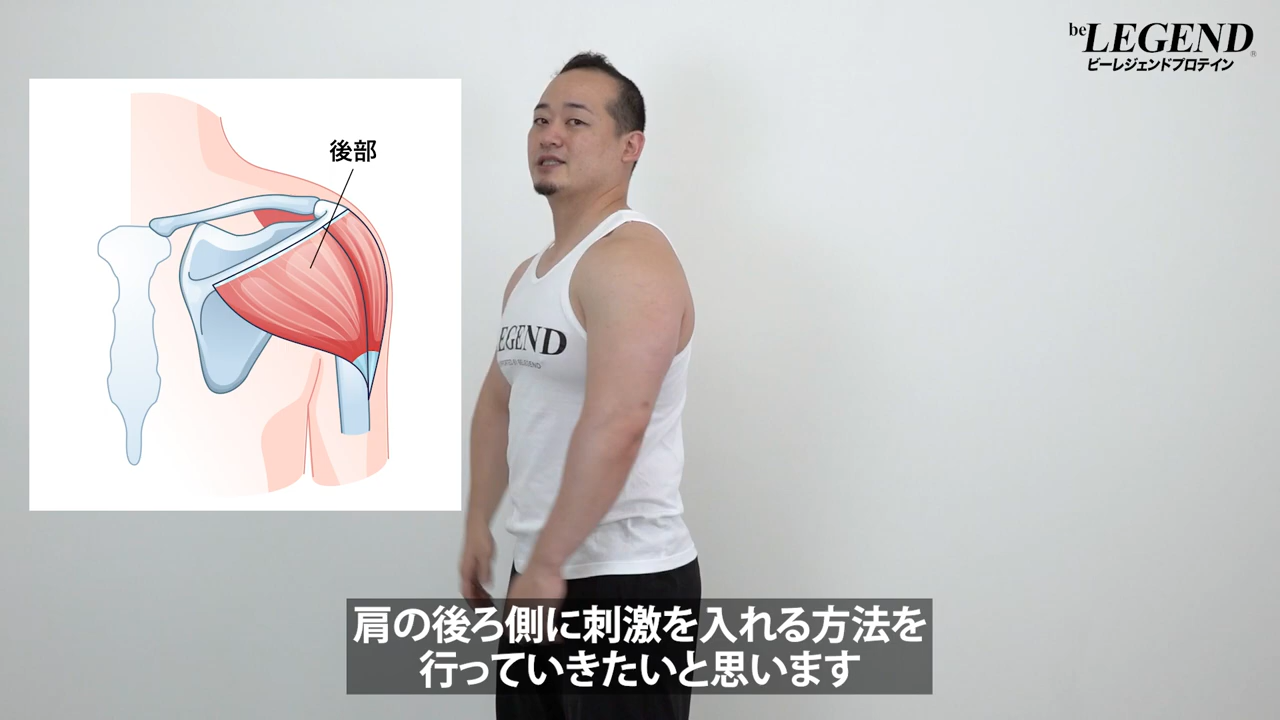 be LEGEND
ビーレジェンドプロテイン
後部
EGEND
肩の後ろ側に刺激を入れる方法を
行っていきたいと思います